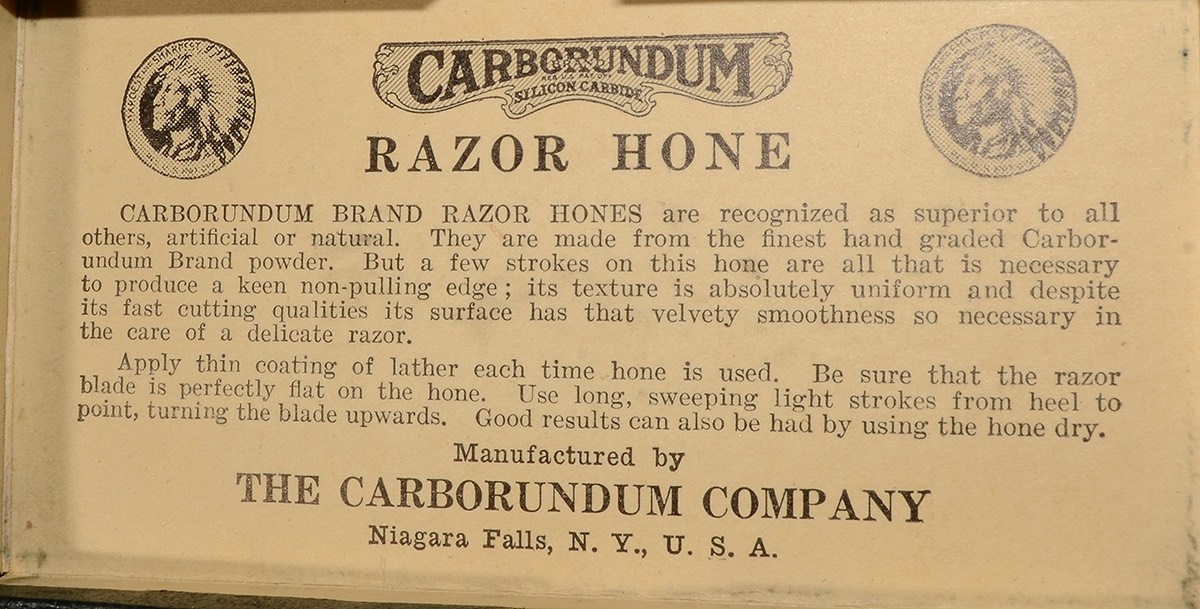 HARDEST SHARPEST
CARBORUNDUM
REG. U.S. PAT. OFF.
SILICON CARBIDE
RAZOR HONE
CARBORUNDUM BRAND RAZOR HONES are recognized as superior to all
others, artificial or natural. They are made from the finest hand graded Carbor-
undum Brand powder. But a few strokes on this hone are all that is necessary
to produce a keen non-pulling edge; its texture is absolutely uniform and despite
its fast cutting qualities its surface has that velvety smoothness so necessary in
the care of a delicate razor.
Apply thin coating of lather each time hone is used. Be sure that the razor
blade is perfectly flat on the hone. Use long, sweeping light strokes from heel to
point, turning the blade upwards. Good results can also be had by using the hone dry.
Manufactured by
THE CARBORUNDUM COMPANY
Niagara Falls, N. Y., U. S. A.